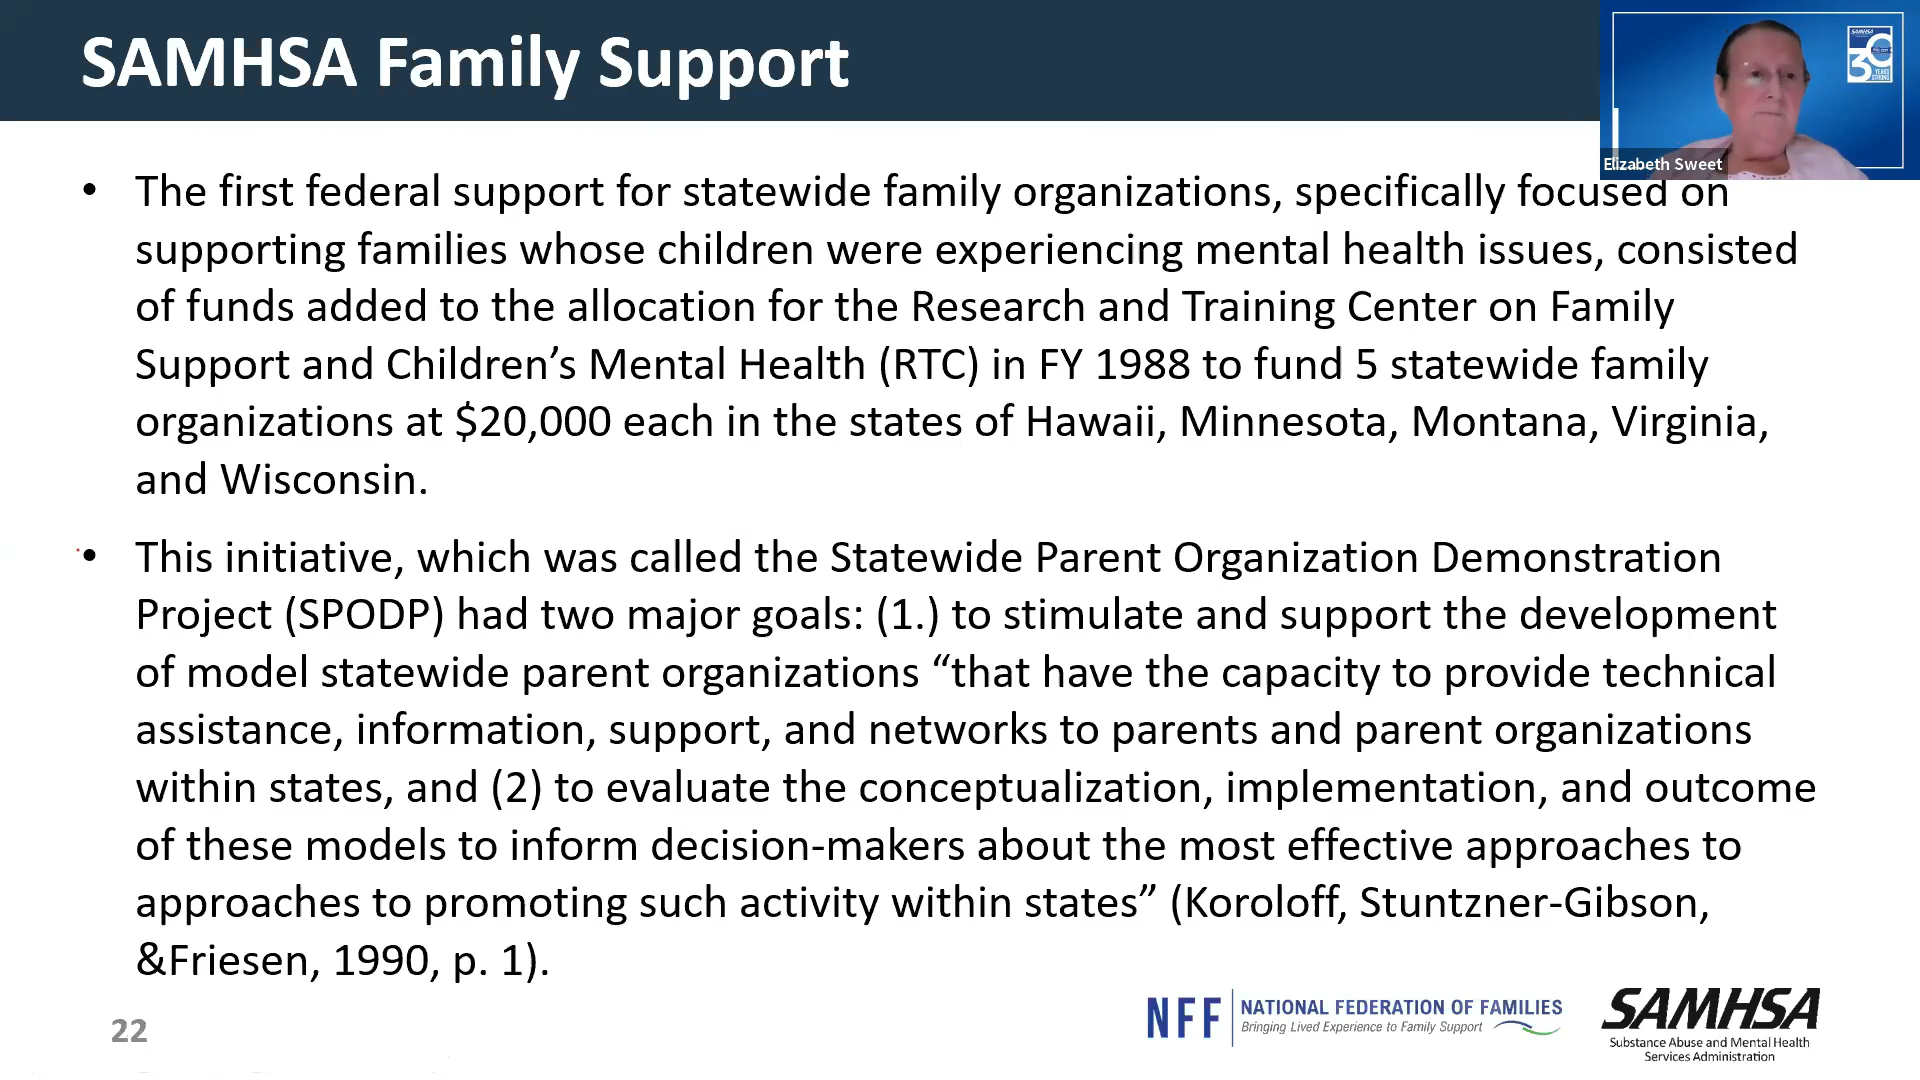 SAMHSA Family Support
SAMHSA
30
YEARS
STRONG
Elizabeth Sweet
• The first federal support for statewide family organizations, specifically focused on
supporting families whose children were experiencing mental health issues, consisted
of funds added to the allocation for the Research and Training Center on Family
Support and Children’s Mental Health (RTC) in FY 1988 to fund 5 statewide family
organizations at $20,000 each in the states of Hawaii, Minnesota, Montana, Virginia,
and Wisconsin.
• This initiative, which was called the Statewide Parent Organization Demonstration
Project (SPODP) had two major goals: (1.) to stimulate and support the development
of model statewide parent organizations “that have the capacity to provide technical
assistance, information, support, and networks to parents and parent organizations
within states, and (2) to evaluate the conceptualization, implementation, and outcome
of these models to inform decision-makers about the most effective approaches to
approaches to promoting such activity within states” (Koroloff, Stuntzner-Gibson,
&Friesen, 1990, p. 1).
22
NFF
NATIONAL FEDERATION OF FAMILIES
Bringing Lived Experience to Family Support
SAMHSA
Substance Abuse and Mental Health
Services Administration